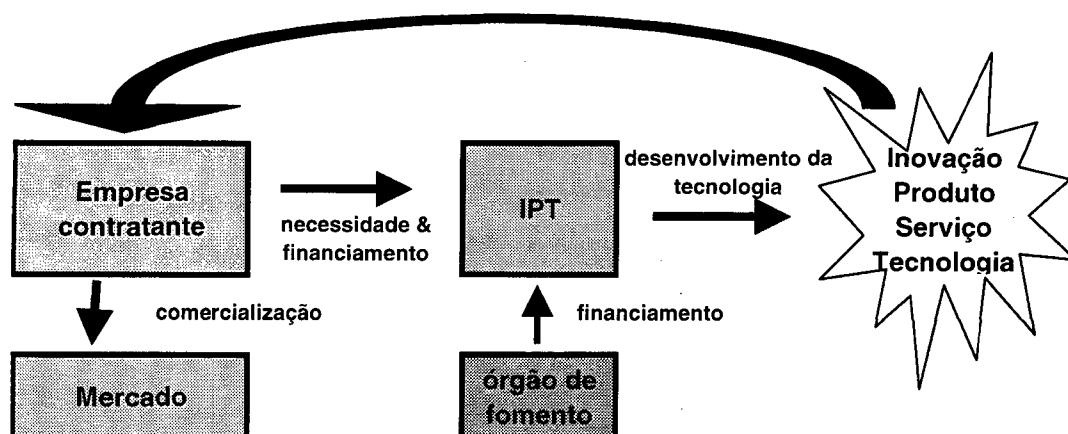 Empresa
contratante
necessidade &
financiamento
IPT
desenvolvimento da
tecnologia
Inovação
Produto
Serviço
Tecnologia
comercialização
financiamento
Mercado
órgão de
fomento